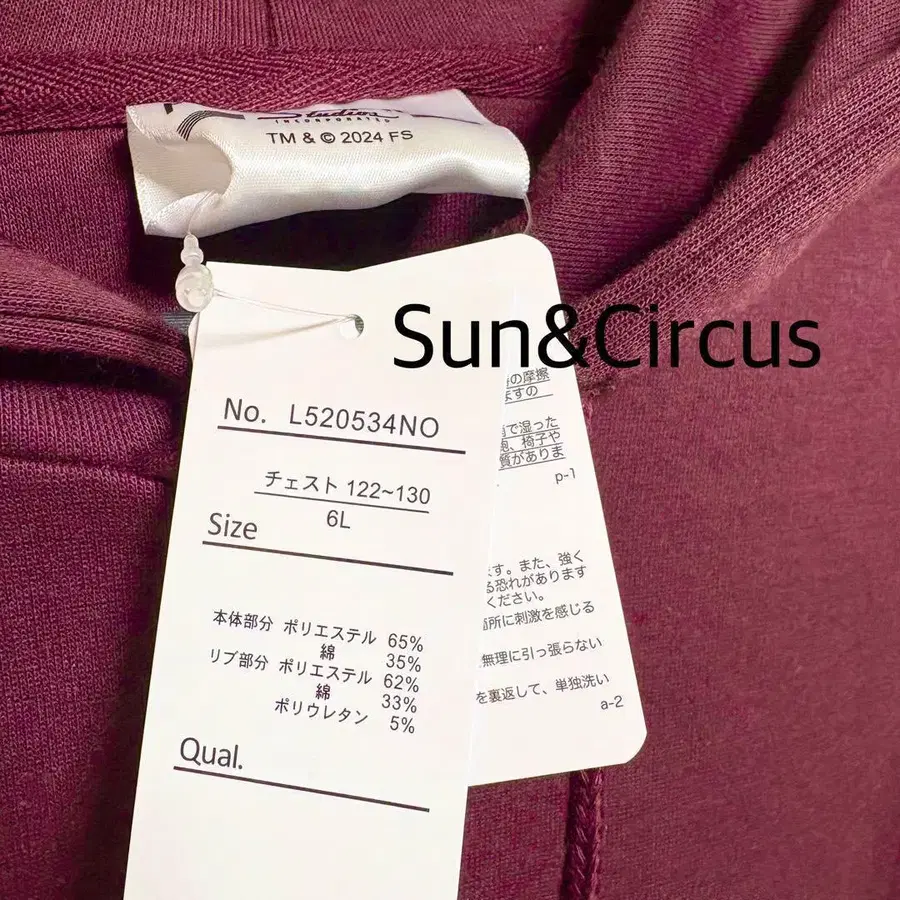 Studios
INCORPORATED
TM & © 2024 FS
Sun&Circus
No. L520534NO
チェスト 122~130
6L
Size
本体部分 ポリエステル 65%
綿 35%
リブ部分 ポリエステル 62%
綿 33%
ポリウレタン 5%
Qual.
の摩擦
ますの
で湿った
、椅子や
質がありま
p-1
ます。また、強く
る恐れがあります
ください。
箇所に刺激を感じる
無理に引っ張らない
を裏返して、単独洗い
a-2